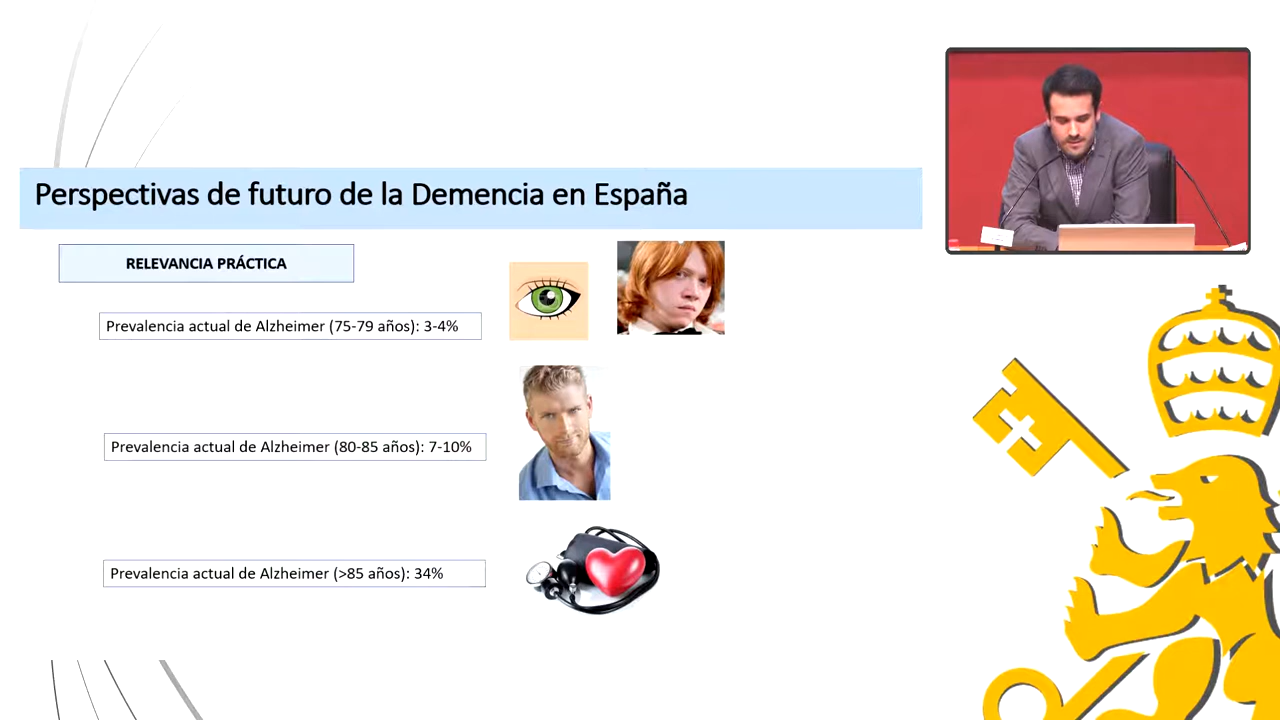 Perspectivas de futuro de la Demencia en España
RELEVANCIA PRÁCTICA
Prevalencia actual de Alzheimer (75-79 años): 3-4%
Prevalencia actual de Alzheimer (80-85 años): 7-10%
Prevalencia actual de Alzheimer (>85 años): 34%